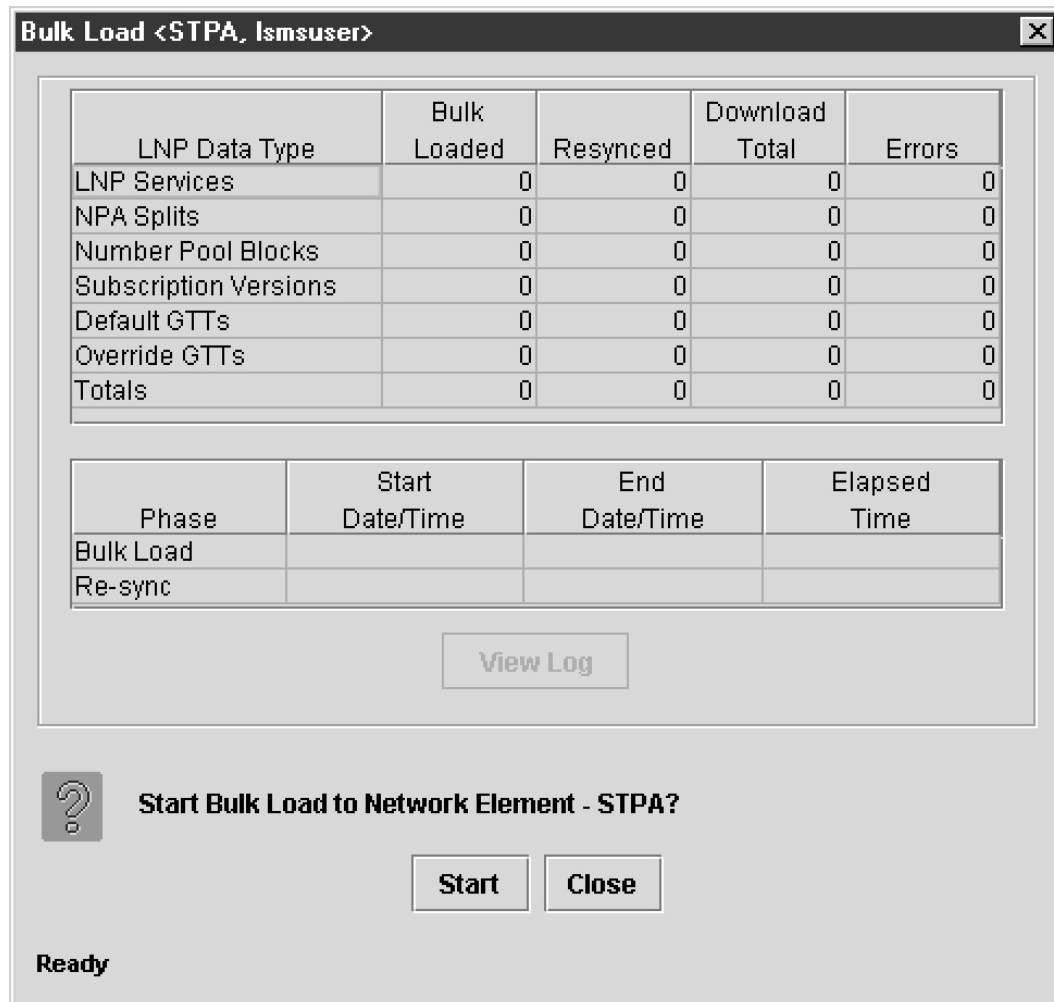 Bulk Load <STPA, lsmsuser>
LNP Data Type Bulk Loaded Resynced Download Total Errors
LNP Services 0 0 0 0
NPA Splits 0 0 0 0
Number Pool Blocks 0 0 0 0
Subscription Versions 0 0 0 0
Default GTTs 0 0 0 0
Override GTTs 0 0 0 0
Totals 0 0 0 0
Phase Start Date/Time End Date/Time Elapsed Time
Bulk Load
Re-sync
View Log
Start Bulk Load to Network Element - STPA?
Start Close
Ready